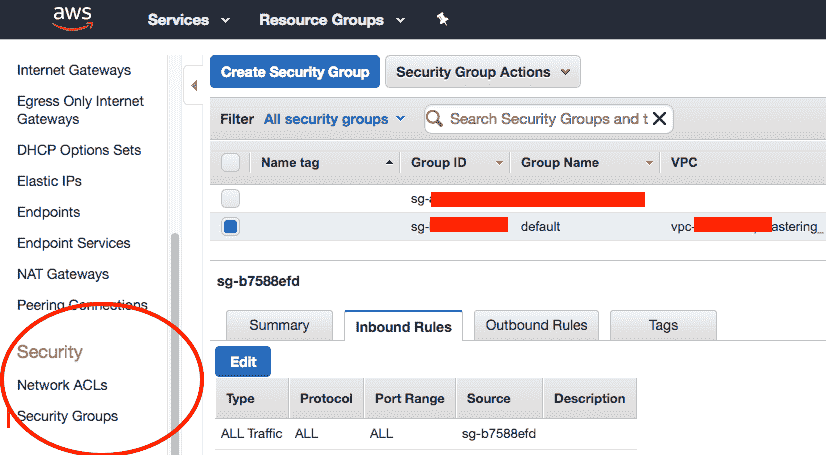 aws
Services Resource Groups
Internet Gateways
Egress Only Internet
Gateways
DHCP Options Sets
Elastic IPs
Endpoints
Endpoint Services
NAT Gateways
Peering Connections
Security
Network ACLs
Security Groups
Create Security Group Security Group Actions
Filter All security groups Search Security Groups and t
Name tag Group ID Group Name VPC
sg-
sg- default vpc- astering_
sg-b7588efd
Summary Inbound Rules Outbound Rules Tags
Edit
Type Protocol Port Range Source Description
ALL Traffic ALL ALL sg-b7588efd